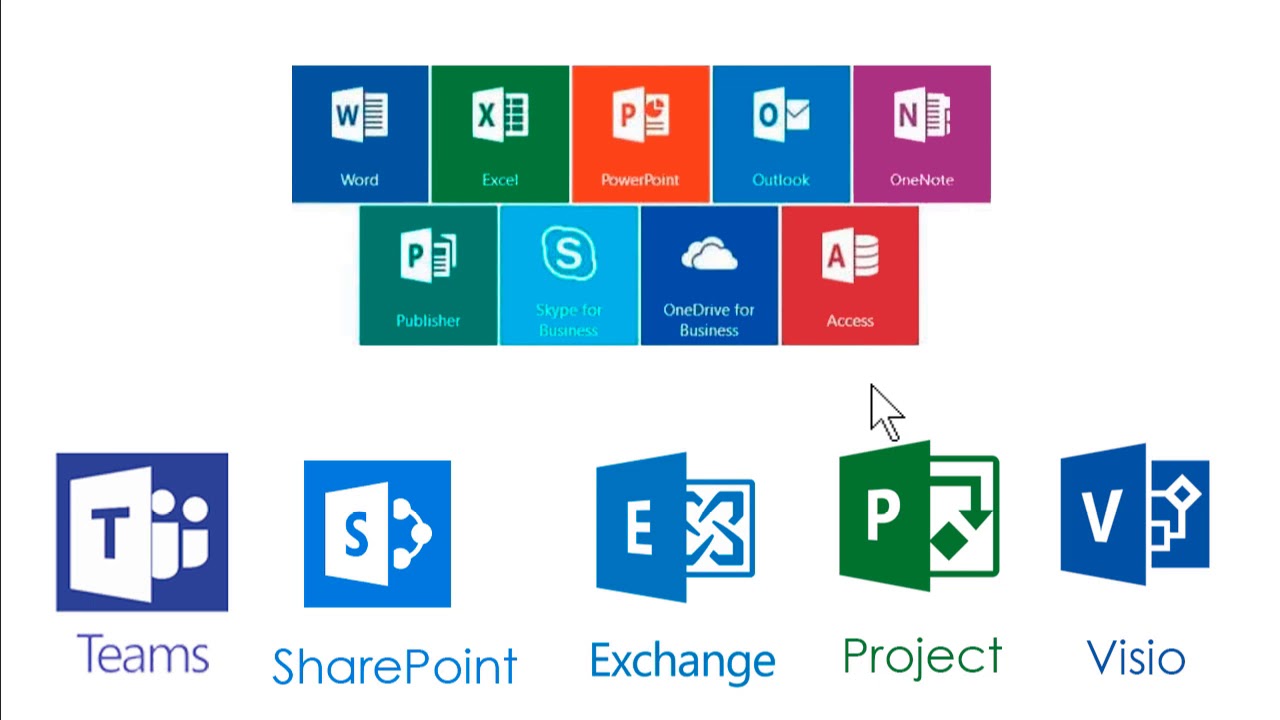 W
X
P
O
N
Word
Excel
PowerPoint
Outlook
OneNote
P
S
A
Publisher
Skype for
Business
OneDrive for
Business
Access
T
S
E
P
V
Teams
SharePoint
Exchange
Project
Visio